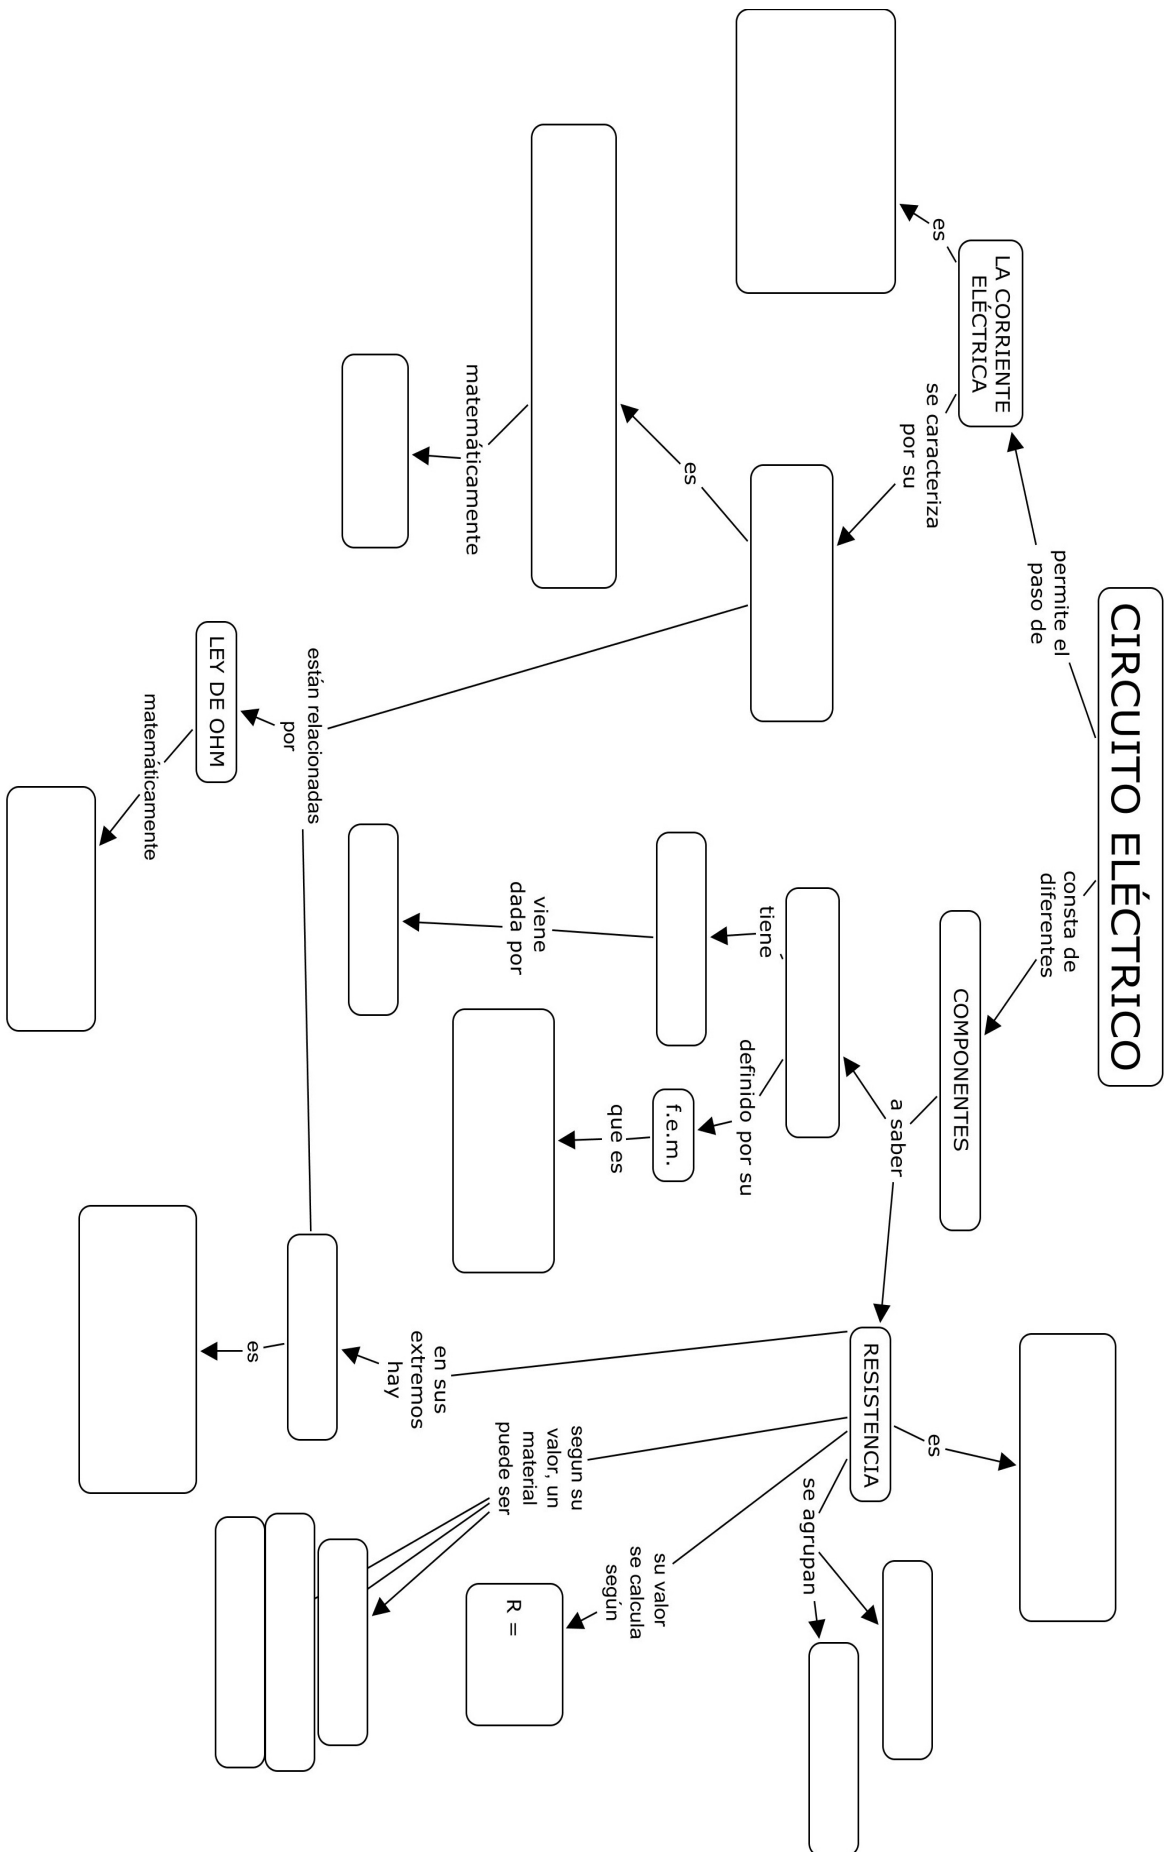 CIRCUITO ELÉCTRICO
permite el
paso de
consta de
diferentes
LA CORRIENTE
ELÉCTRICA
COMPONENTES
es
se caracteriza
por su
a saber
es
RESISTENCIA
es
se agrupan
tiene
definido por su
f.e.m.
que es
viene
dada por
matemáticamente
su valor
se calcula
según
R =
segun su
valor, un
material
puede ser
en sus
extremos
hay
están relacionadas
por
es
LEY DE OHM
matemáticamente